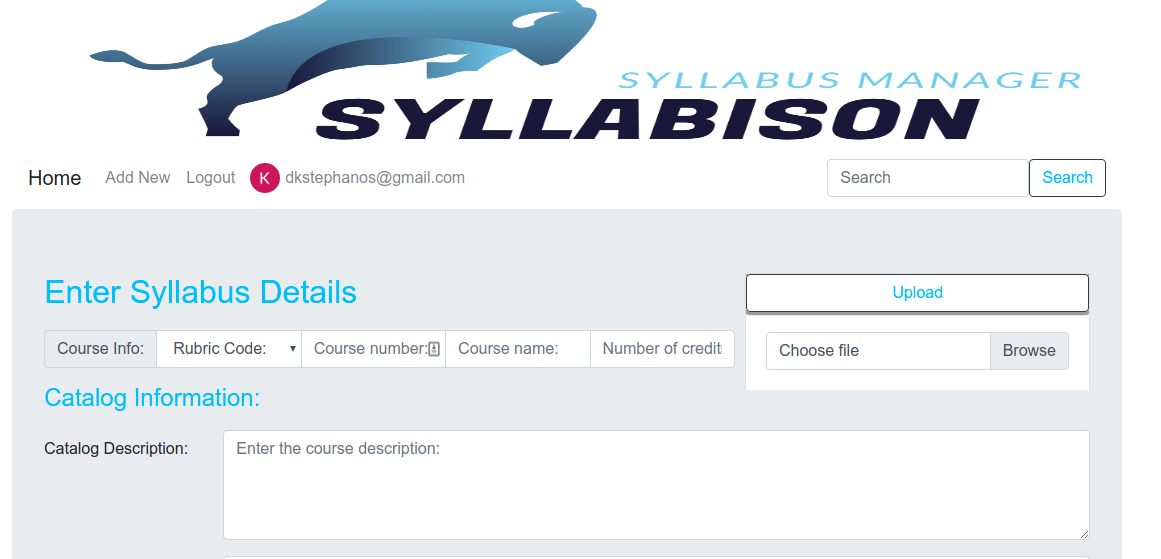 SYLLABUS MANAGER
SYLLABISON
Home Add New Logout K dkstephanos@gmail.com Search Search
Enter Syllabus Details
Upload
Course Info: Rubric Code: Course number: Course name: Number of credit
Choose file Browse
Catalog Information:
Catalog Description: Enter the course description: